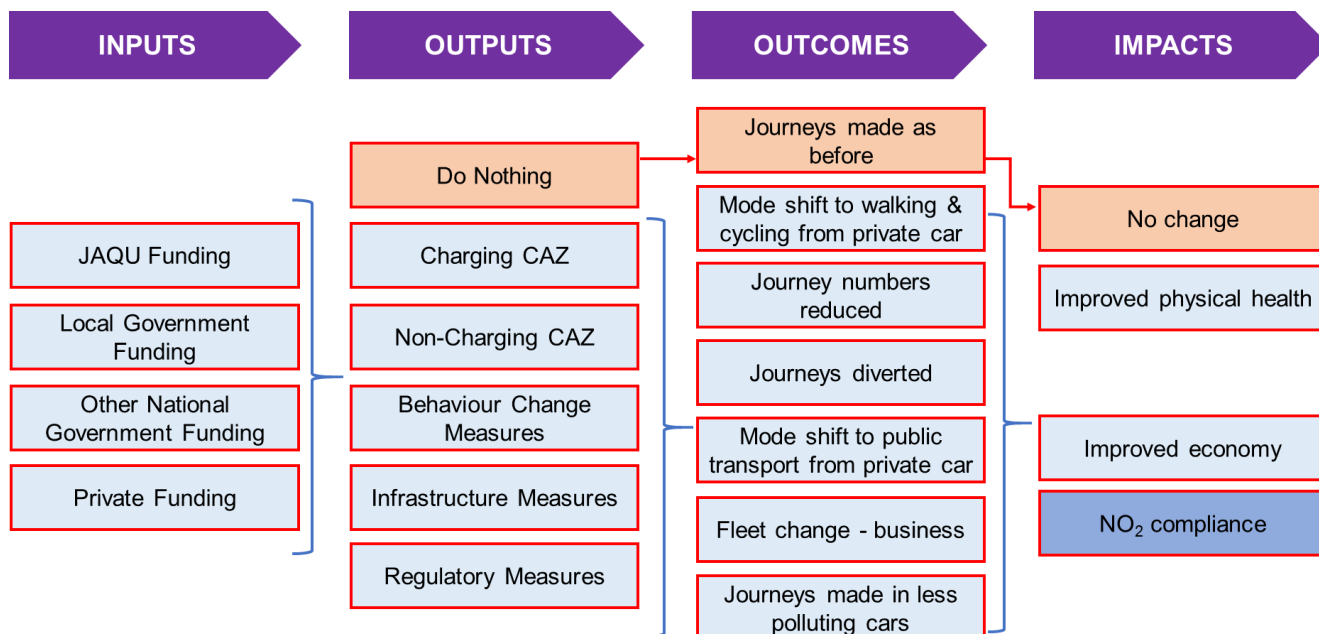 INPUTS
OUTPUTS
OUTCOMES
IMPACTS
JAQU Funding
Local Government
Funding
Other National
Government Funding
Private Funding
Do Nothing
Charging CAZ
Non-Charging CAZ
Behaviour Change
Measures
Infrastructure Measures
Regulatory Measures
Journeys made as
before
Mode shift to walking &
cycling from private car
Journey numbers
reduced
Journeys diverted
Mode shift to public
transport from private car
Fleet change - business
Journeys made in less
polluting cars
No change
Improved physical health
Improved economy
NO₂ compliance